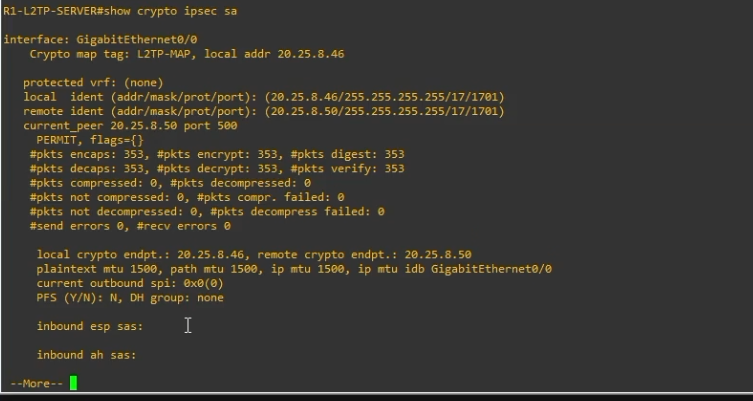 R1-L2TP-SERVER#show crypto ipsec sa
interface: GigabitEthernet0/0
Crypto map tag: L2TP-MAP, local addr 20.25.8.46
protected vrf: (none)
local  ident (addr/mask/prot/port): (20.25.8.46/255.255.255.255/17/1701)
remote ident (addr/mask/prot/port): (20.25.8.50/255.255.255.255/17/1701)
current_peer 20.25.8.50 port 500
PERMIT, flags={}
#pkts encaps: 353, #pkts encrypt: 353, #pkts digest: 353
#pkts decaps: 353, #pkts decrypt: 353, #pkts verify: 353
#pkts compressed: 0, #pkts decompressed: 0
#pkts not compressed: 0, #pkts compr. failed: 0
#pkts not decompressed: 0, #pkts decompress failed: 0
#send errors 0, #recv errors 0
local crypto endpt.: 20.25.8.46, remote crypto endpt.: 20.25.8.50
plaintext mtu 1500, path mtu 1500, ip mtu 1500, ip mtu idb GigabitEthernet0/0
current outbound spi: 0x0(0)
PFS (Y/N): N, DH group: none
inbound esp sas:
inbound ah sas:
--More--